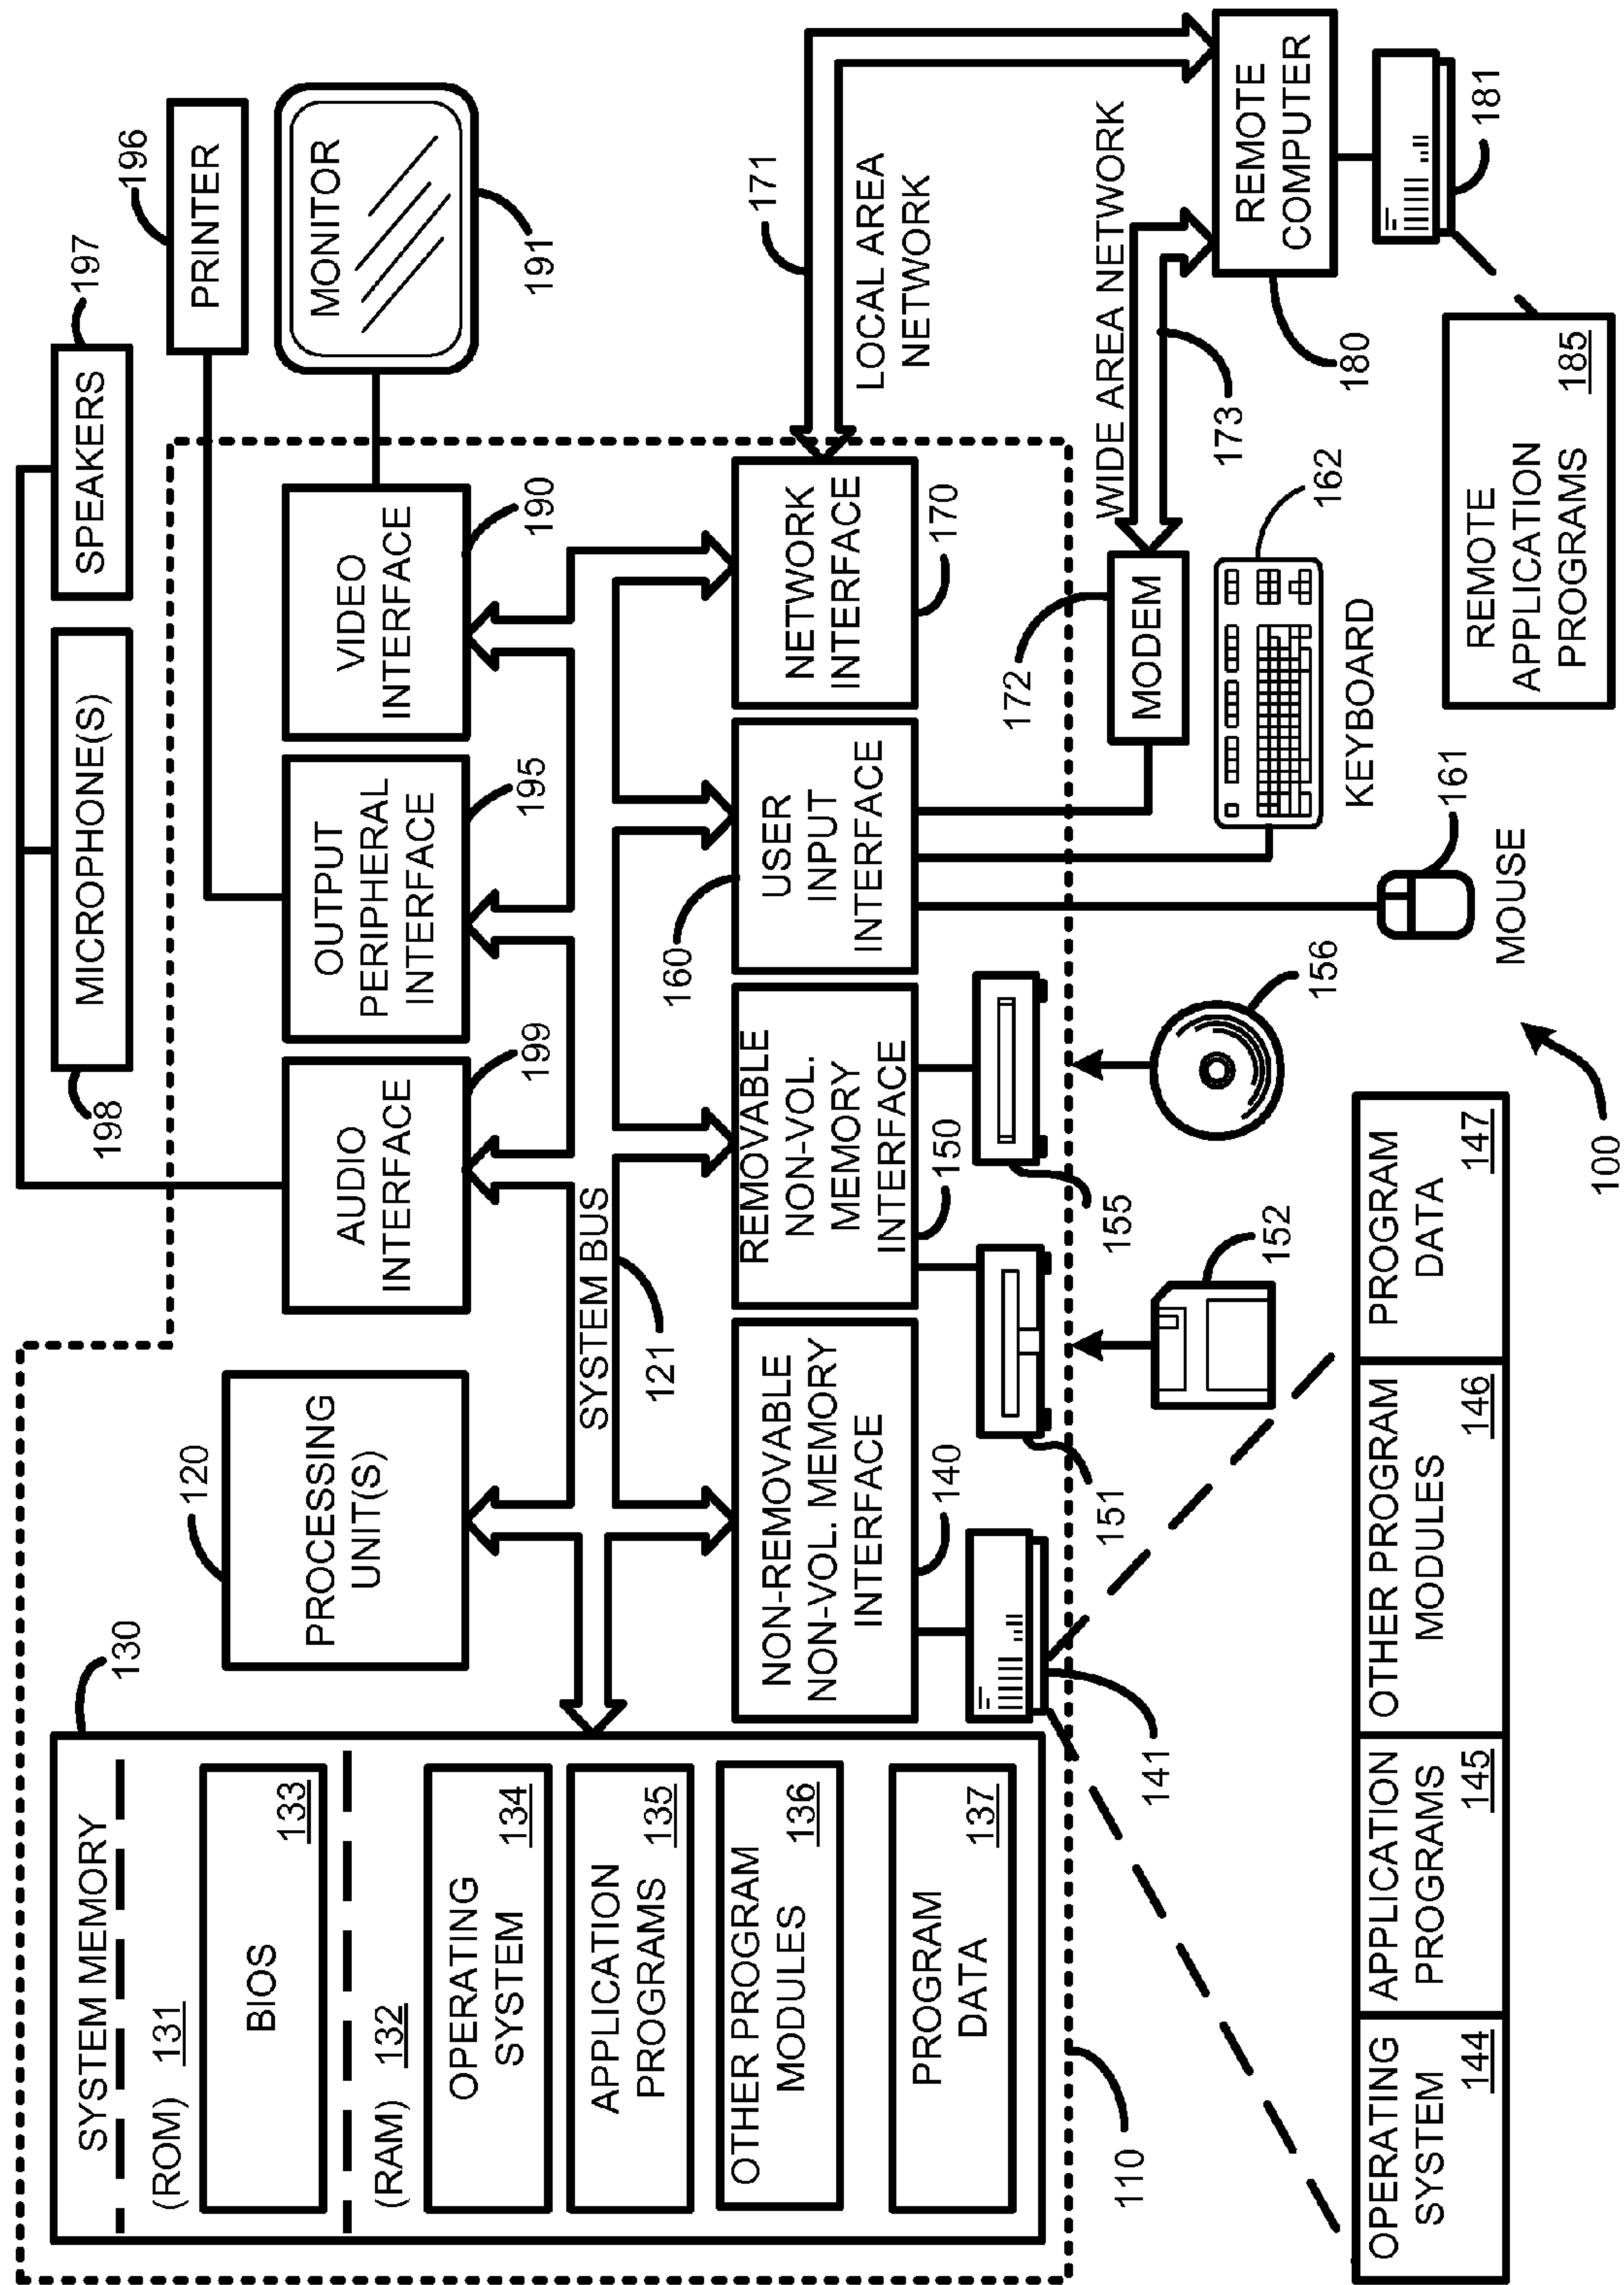 SYSTEM MEMORY
(ROM) 131
BIOS
133
(RAM) 132
OPERATING
SYSTEM
134
APPLICATION
PROGRAMS
135
OTHER PROGRAM
MODULES
136
PROGRAM
DATA
137
130
120
PROCESSING
UNIT(S)
198
MICROPHONE(S)
SPEAKERS
197
196
PRINTER
AUDIO
INTERFACE
199
OUTPUT
PERIPHERAL
INTERFACE
195
VIDEO
INTERFACE
190
MONITOR
191
SYSTEM BUS
121
NON-REMOVABLE
NON-VOL. MEMORY
INTERFACE
140
REMOVABLE
NON-VOL.
MEMORY
INTERFACE
150
160
USER
INPUT
INTERFACE
NETWORK
INTERFACE
170
171
LOCAL AREA
NETWORK
110
141
151
155
152
156
172
MODEM
WIDE AREA NETWORK
173
REMOTE
COMPUTER
180
181
161
MOUSE
162
KEYBOARD
REMOTE
APPLICATION
PROGRAMS
185
OPERATING
SYSTEM
144
APPLICATION
PROGRAMS
145
OTHER PROGRAM
MODULES
146
PROGRAM
DATA
147
100